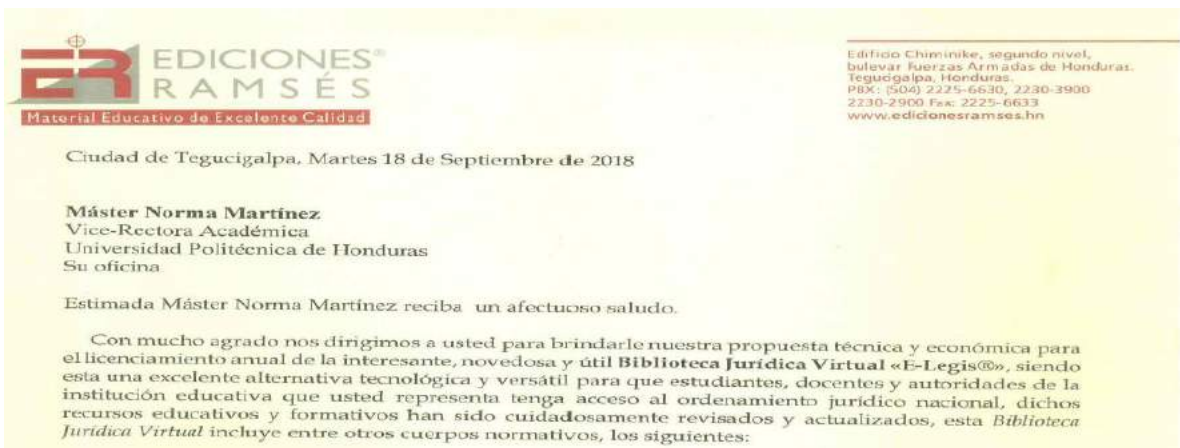 EDICIONES®
RAMSÉS
Material Educativo de Excelente Calidad
Edificio Chiminike, segundo nivel,
bulevar Fuerzas Armadas de Honduras.
Tegucigalpa, Honduras.
PBX: (504) 2225-6630, 2230-3900
2230-2900 Fax: 2225-6633
www.edicionesramses.hn
Ciudad de Tegucigalpa, Martes 18 de Septiembre de 2018
Máster Norma Martínez
Vice-Rectora Académica
Universidad Politécnica de Honduras
Su oficina
Estimada Máster Norma Martínez reciba un afectuoso saludo.
Con mucho agrado nos dirigimos a usted para brindarle nuestra propuesta técnica y económica para
el licenciamiento anual de la interesante, novedosa y útil Biblioteca Jurídica Virtual «E-Legis®», siendo
esta una excelente alternativa tecnológica y versátil para que estudiantes, docentes y autoridades de la
institución educativa que usted representa tenga acceso al ordenamiento jurídico nacional, dichos
recursos educativos y formativos han sido cuidadosamente revisados y actualizados, esta Biblioteca
Jurídica Virtual incluye entre otros cuerpos normativos, los siguientes: